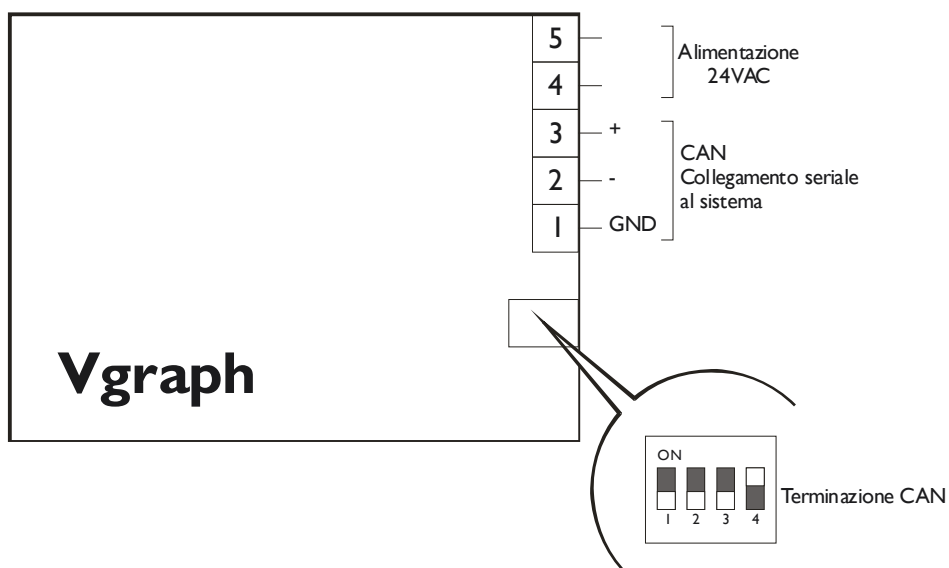 5
Alimentazione
24VAC
4
3 +
CAN
2 -
Collegamento seriale
al sistema
1 GND
Vgraph
ON
1 2 3 4
Terminazione CAN